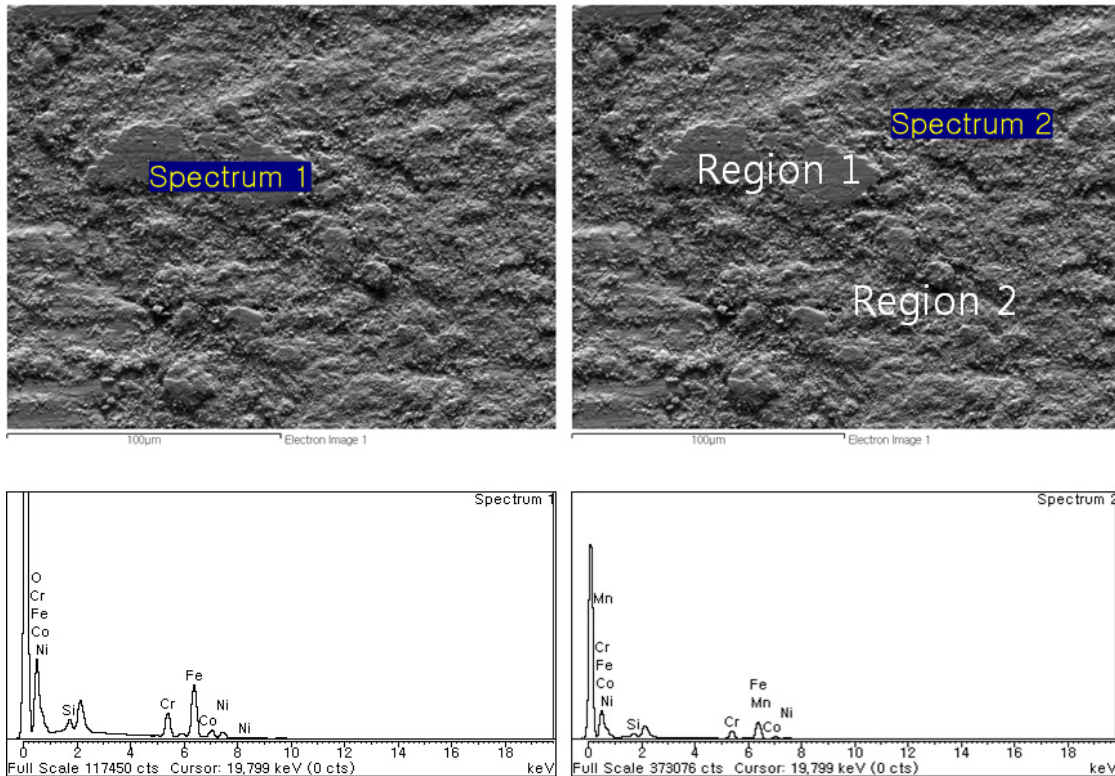 Spectrum 1
100µm
Electron Image 1
Spectrum 2
Region 1
Region 2
100µm
Electron Image 1
Spectrum 1
O
Cr
Fe
Co
Ni
Si
Cr
Fe
Co
Ni
Ni
0 2 4 6 8 10 12 14 16 18
Full Scale 117450 cts Cursor: 19,799 keV (0 cts) keV
Spectrum 2
Mn
Cr
Fe
Co
Ni
Si
Cr
Fe
Mn
Co
Ni
0 2 4 6 8 10 12 14 16 18
Full Scale 373076 cts Cursor: 19,799 keV (0 cts) keV